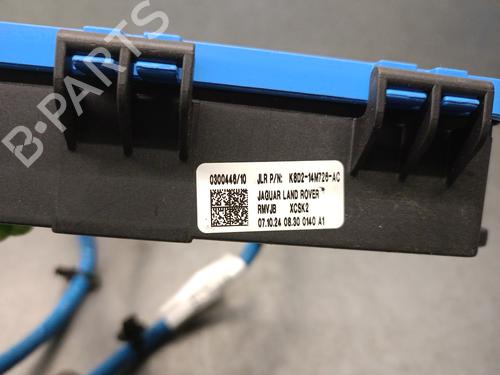 B-PARTS
0300448/10 JLR P/N: K8D2-14M726-AC
JAGUAR LAND ROVER
RMVJB XCSK2
07.10.24 08.30 0140 A1